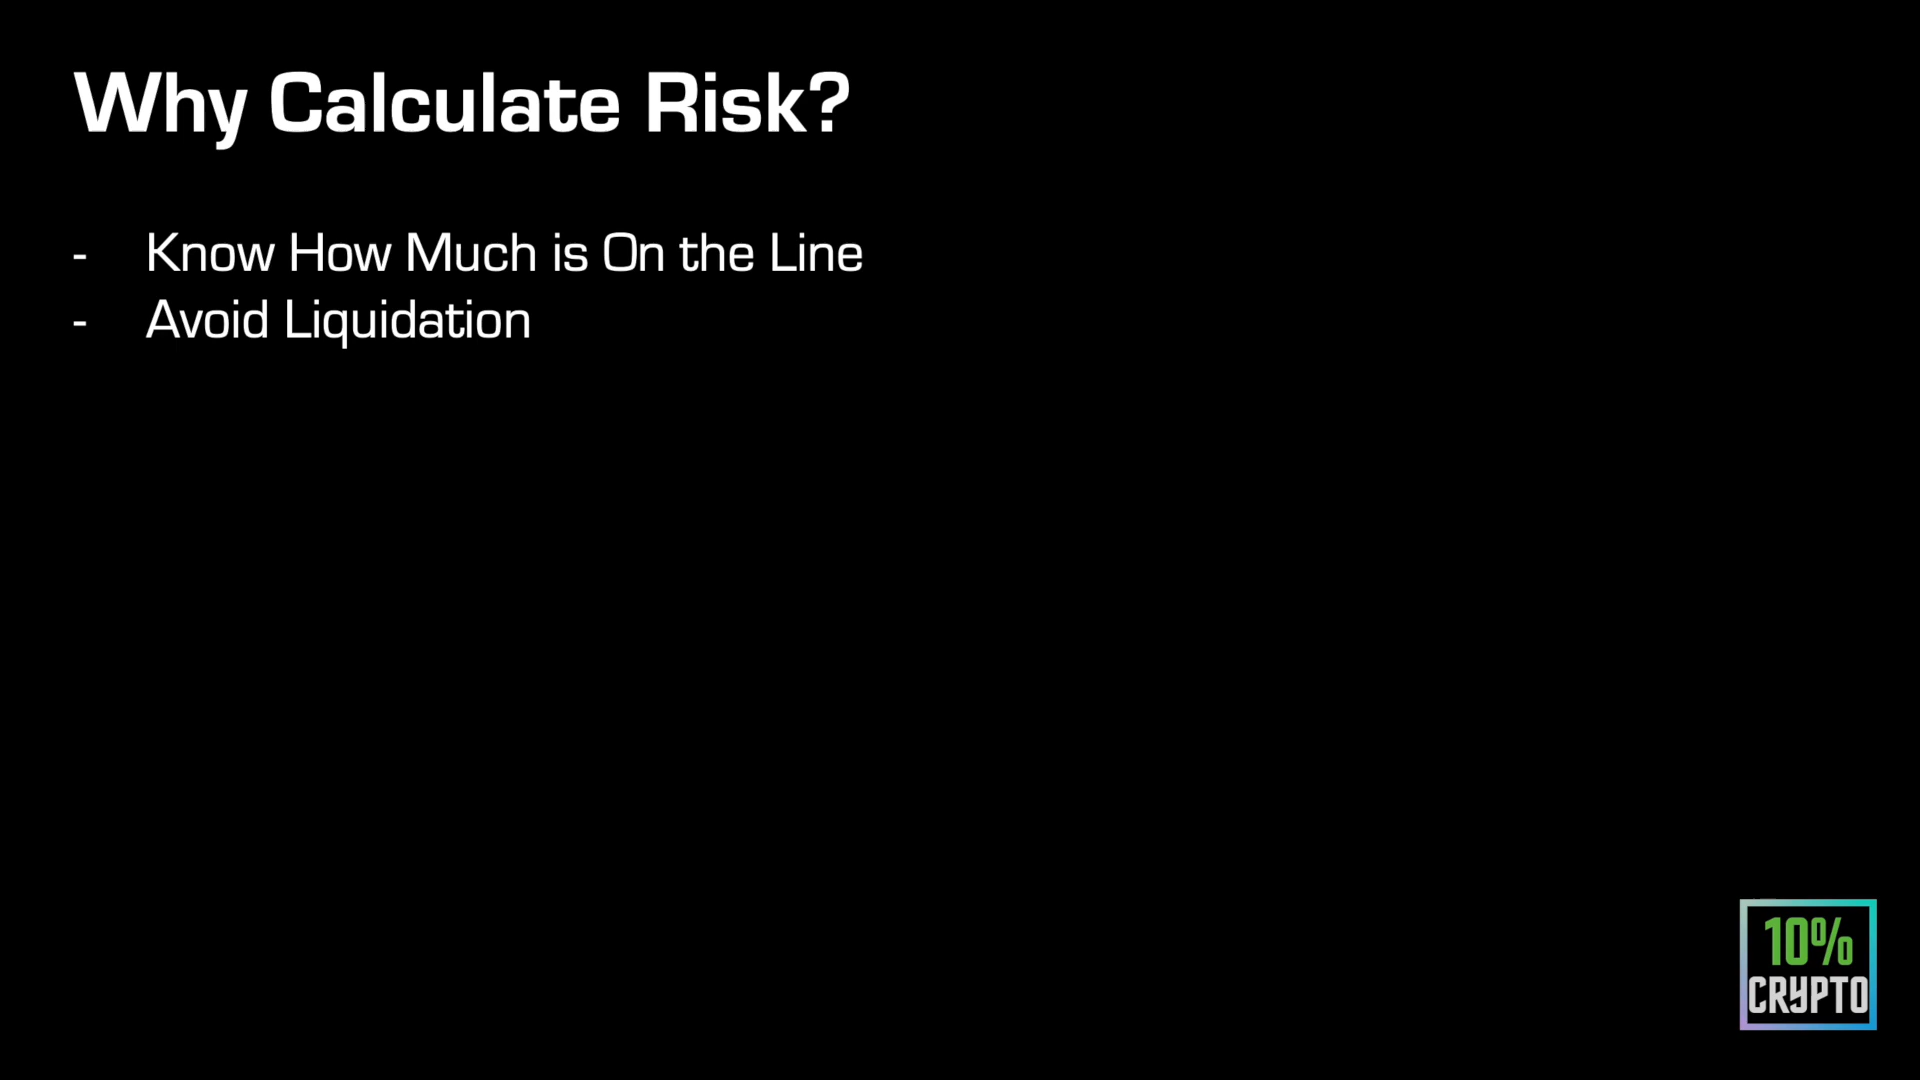 Why Calculate Risk?
- Know How Much is On the Line
- Avoid Liquidation
10%
CRYPTO